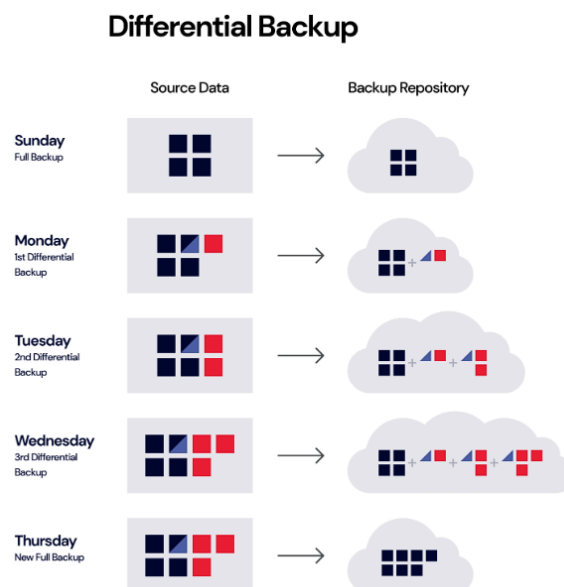 Differential Backup
Source Data
Backup Repository
Sunday
Full Backup
Monday
1st Differential
Backup
+
Tuesday
2nd Differential
Backup
+ +
Wednesday
3rd Differential
Backup
+ + +
Thursday
New Full Backup